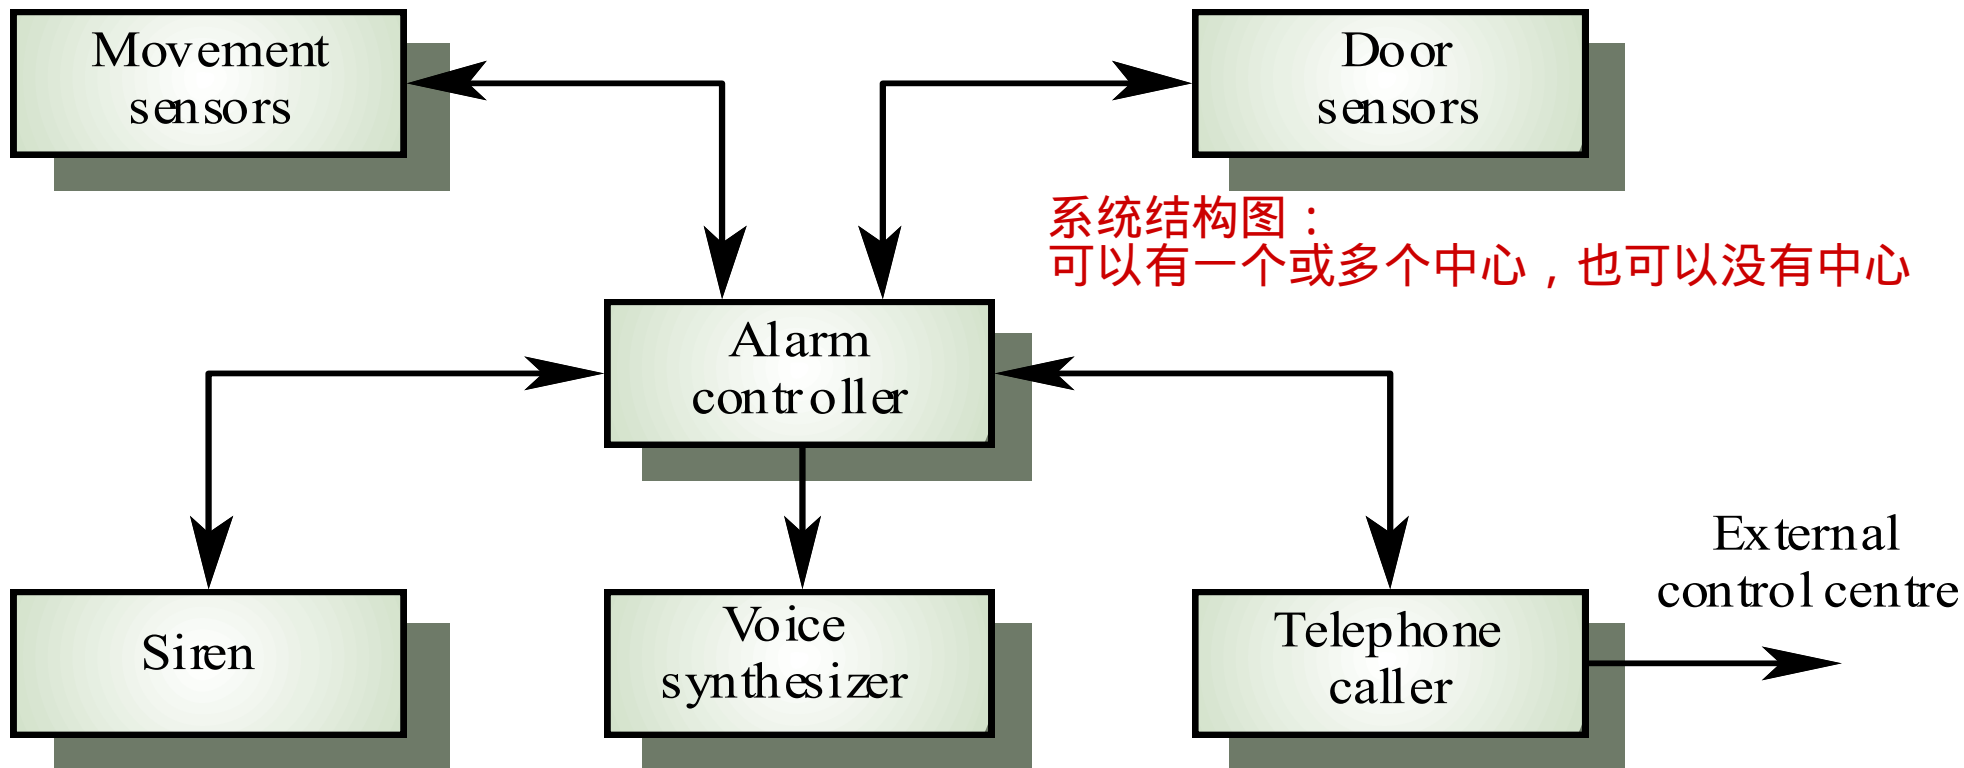 Movement
sensors
Door
sensors
系统结构图：
可以有一个或多个中心，也可以没有中心
Alarm
controller
External
control centre
Siren
Voice
synthesizer
Telephone
caller